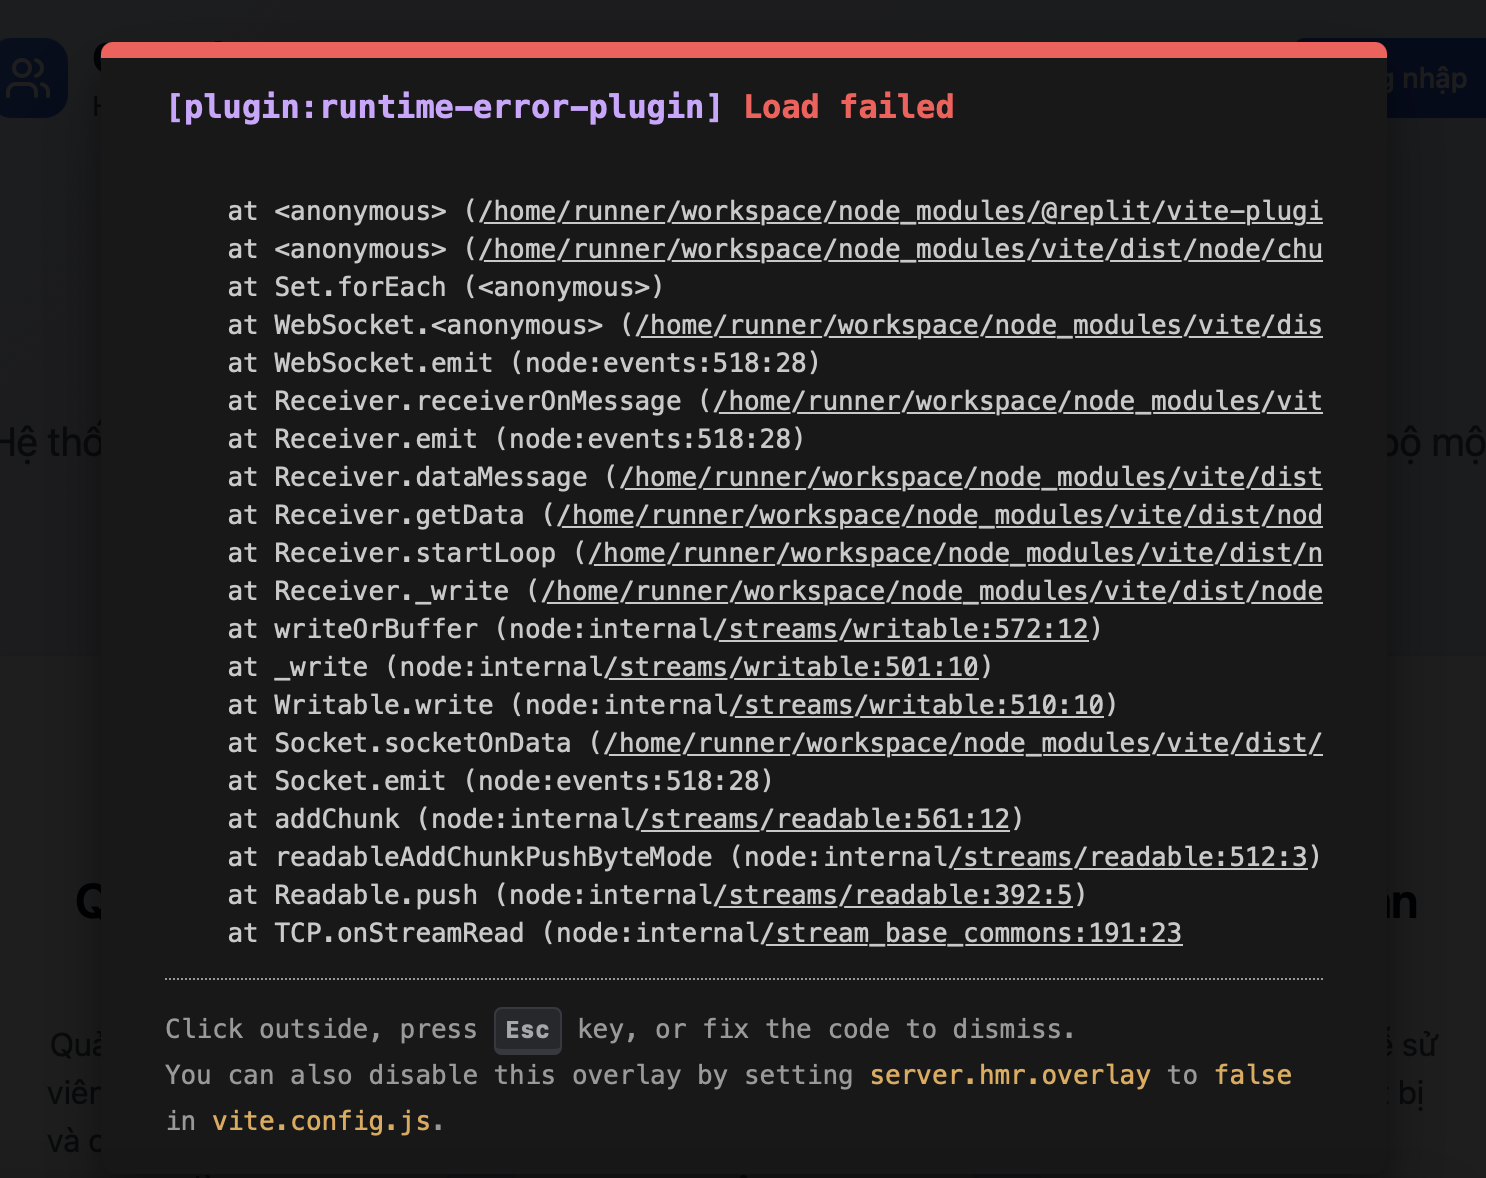 nhập
[plugin:runtime-error-plugin] Load failed
at <anonymous> (/home/runner/workspace/node_modules/@replit/vite-plugi
at <anonymous> (/home/runner/workspace/node_modules/vite/dist/node/chu
at Set.forEach (<anonymous>)
at WebSocket.<anonymous> (/home/runner/workspace/node_modules/vite/dis
at WebSocket.emit (node:events:518:28)
at Receiver.receiverOnMessage (/home/runner/workspace/node_modules/vit
at Receiver.emit (node:events:518:28)
at Receiver.dataMessage (/home/runner/workspace/node_modules/vite/dist
at Receiver.getData (/home/runner/workspace/node_modules/vite/dist/nod
at Receiver.startLoop (/home/runner/workspace/node_modules/vite/dist/n
at Receiver._write (/home/runner/workspace/node_modules/vite/dist/node
at writeOrBuffer (node:internal/streams/writable:572:12)
at _write (node:internal/streams/writable:501:10)
at Writable.write (node:internal/streams/writable:510:10)
at Socket.socketOnData (/home/runner/workspace/node_modules/vite/dist/
at Socket.emit (node:events:518:28)
at addChunk (node:internal/streams/readable:561:12)
at readableAddChunkPushByteMode (node:internal/streams/readable:512:3)
at Readable.push (node:internal/streams/readable:392:5)
at TCP.onStreamRead (node:internal/stream_base_commons:191:23
Click outside, press Esc key, or fix the code to dismiss.
You can also disable this overlay by setting server.hmr.overlay to false
in vite.config.js.
Hệ thố
bộ mộ
sử
viên
bị
và